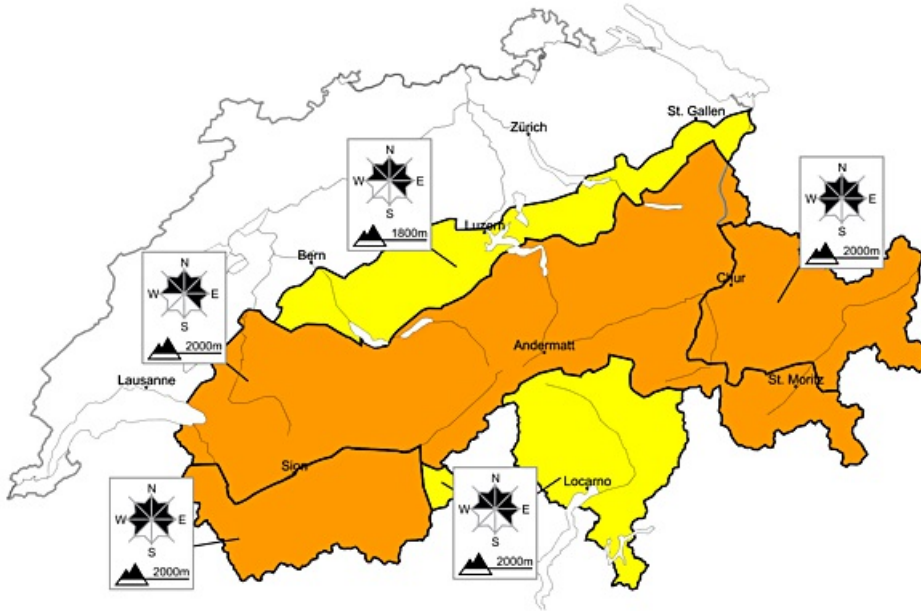 St. Gallen
Zürich
N
W E
S
1800m
N
W E
S
2000m
Luzern
Bern
N
W E
S
2000m
Chur
Andermatt
Lausanne
St. Moritz
Sion
N
W E
S
2000m
N
W E
S
2000m
Locarno